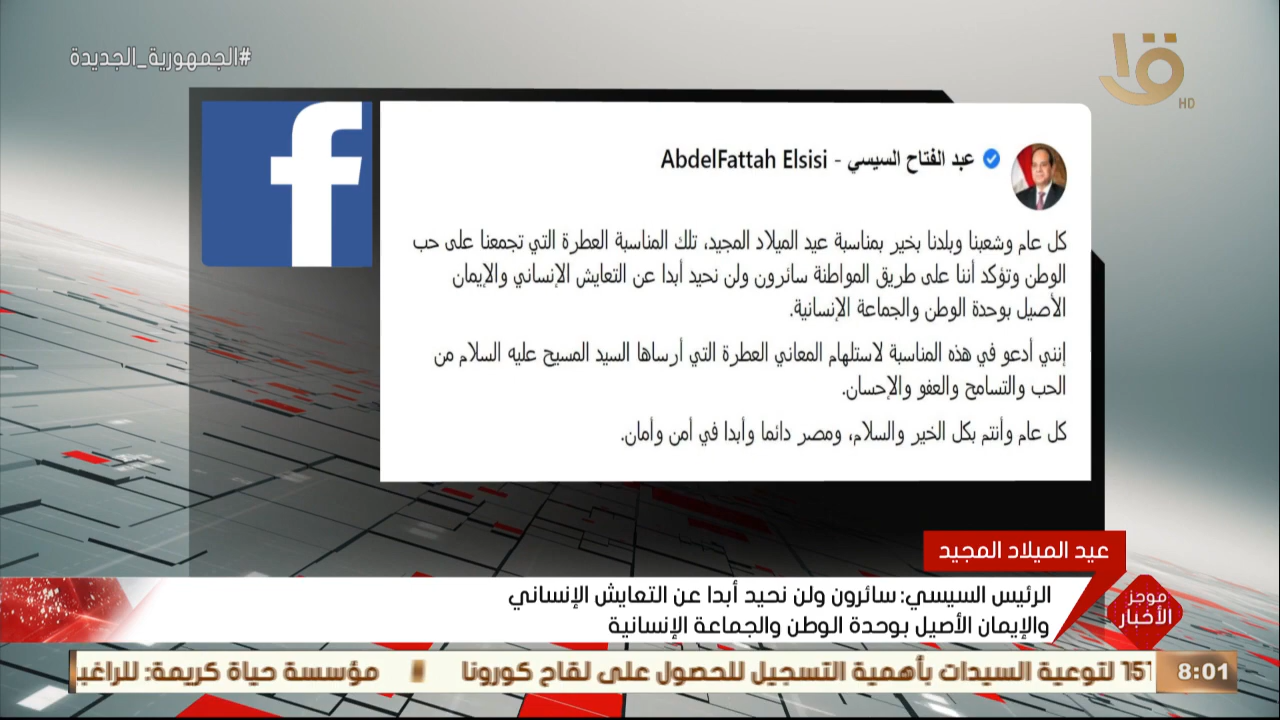 #الجمهورية_الجديدة
HD
عبد الفتاح السيسي - AbdelFattah Elsisi
كل عام وشعبنا وبلدنا بخير بمناسبة عيد الميلاد المجيد، تلك المناسبة العطرة التي تجمعنا على حب
الوطن وتؤكد أننا على طريق المواطنة سائرون ولن نحيد أبدا عن التعايش الإنساني والإيمان
الأصيل بوحدة الوطن والجماعة الإنسانية.
إنني أدعو في هذه المناسبة لاستلهام المعاني العطرة التي أرساها السيد المسيح عليه السلام من
الحب والتسامح والعفو والإحسان.
كل عام وأنتم بكل الخير والسلام، ومصر دائما وأبدا في أمن وأمان.
عيد الميلاد المجيد
موجز
الأخبار
الرئيس السيسي: سائرون ولن نحيد أبدا عن التعايش الإنساني
والإيمان الأصيل بوحدة الوطن والجماعة الإنسانية
8:01
لتوعية السيدات بأهمية التسجيل للحصول على لقاح كورونا مؤسسة حياة كريمة: